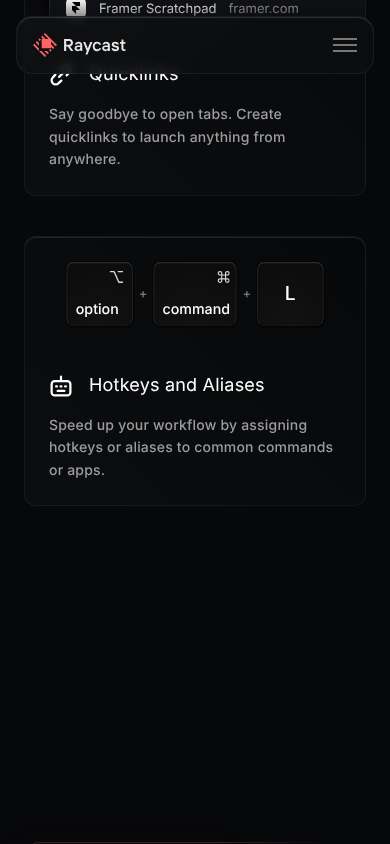 Framer Scratchpad framer.com
Raycast
Quicklinks
Say goodbye to open tabs. Create
quicklinks to launch anything from
anywhere.
⌥ ⌘
option + command + L
Hotkeys and Aliases
Speed up your workflow by assigning
hotkeys or aliases to common commands
or apps.